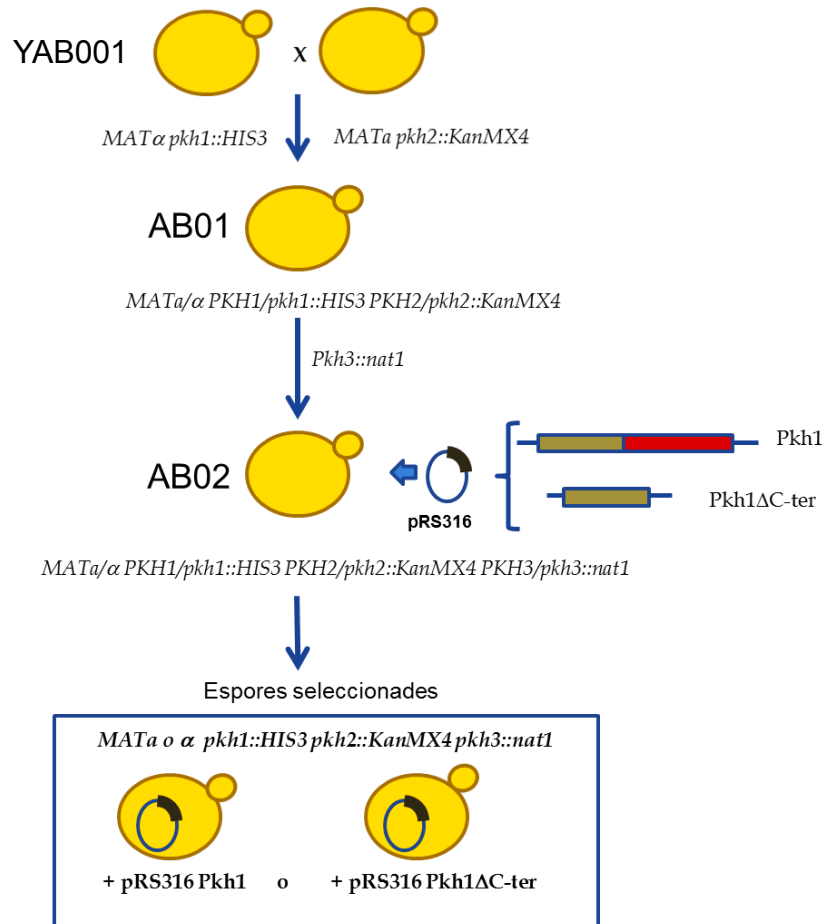 YAB001
x
MATα pkh1::HIS3
MATa pkh2::KanMX4
AB01
MATa/α PKH1/pkh1::HIS3 PKH2/pkh2::KanMX4
Pkh3::nat1
AB02
pRS316
Pkh1
Pkh1ΔC-ter
MATa/α PKH1/pkh1::HIS3 PKH2/pkh2::KanMX4 PKH3/pkh3::nat1
Espores seleccionades
MATa o α pkh1::HIS3 pkh2::KanMX4 pkh3::nat1
+ pRS316 Pkh1 o + pRS316 Pkh1ΔC-ter